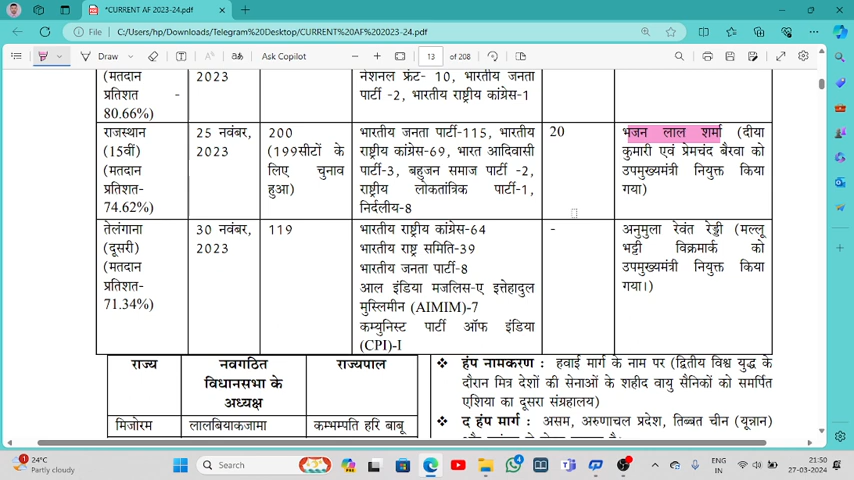 *CURRENT AF 2023-24.pdf
File
C:/Users/hp/Downloads/Telegram%20Desktop/CURRENT%20AF%202023-24.pdf
Draw
Ask Copilot
13 of 208
(मतदान प्रतिशत - 80.66%)
2023
नेशनल फ्रंट- 10, भारतीय जनता
पार्टी -2, भारतीय राष्ट्रीय कांग्रेस-1
राजस्थान
(15वीं)
(मतदान
प्रतिशत-
74.62%)
25 नवंबर,
2023
200
(199सीटों के
लिए चुनाव
हुआ)
भारतीय जनता पार्टी-115, भारतीय
राष्ट्रीय कांग्रेस-69, भारत आदिवासी
पार्टी-3, बहुजन समाज पार्टी -2,
राष्ट्रीय लोकतांत्रिक पार्टी-1,
निर्दलीय-8
20
भजन लाल शर्मा (दीया
कुमारी एवं प्रेमचंद बैरवा को
उपमुख्यमंत्री नियुक्त किया
गया)
तेलंगाना
(दूसरी)
(मतदान
प्रतिशत-
71.34%)
30 नवंबर,
2023
119
भारतीय राष्ट्रीय कांग्रेस-64
भारतीय राष्ट्र समिति-39
भारतीय जनता पार्टी-8
आल इंडिया मजलिस-ए इत्तेहादुल
मुस्लिमीन (AIMIM)-7
कम्युनिस्ट पार्टी ऑफ इंडिया
(CPI)-I
-
अनुमुला रेवंत रेड्डी (मल्लू
भट्टी विक्रमार्क को
उपमुख्यमंत्री नियुक्त किया
गया।)
राज्य
नवगठित
विधानसभा के
अध्यक्ष
राज्यपाल
मिजोरम
लालबियाकजामा
कम्भम्पति हरि बाबू
❖ हंप नामकरण : हवाई मार्ग के नाम पर (द्वितीय विश्व युद्ध के
दौरान मित्र देशों की सेनाओं के शहीद वायु सैनिकों को समर्पित
एशिया का दूसरा संग्रहालय)
❖ द हंप मार्ग : असम, अरुणाचल प्रदेश, तिब्बत चीन (यून्नान)
24°C
Partly cloudy
Search
ENG
IN
21:50
27-03-2024